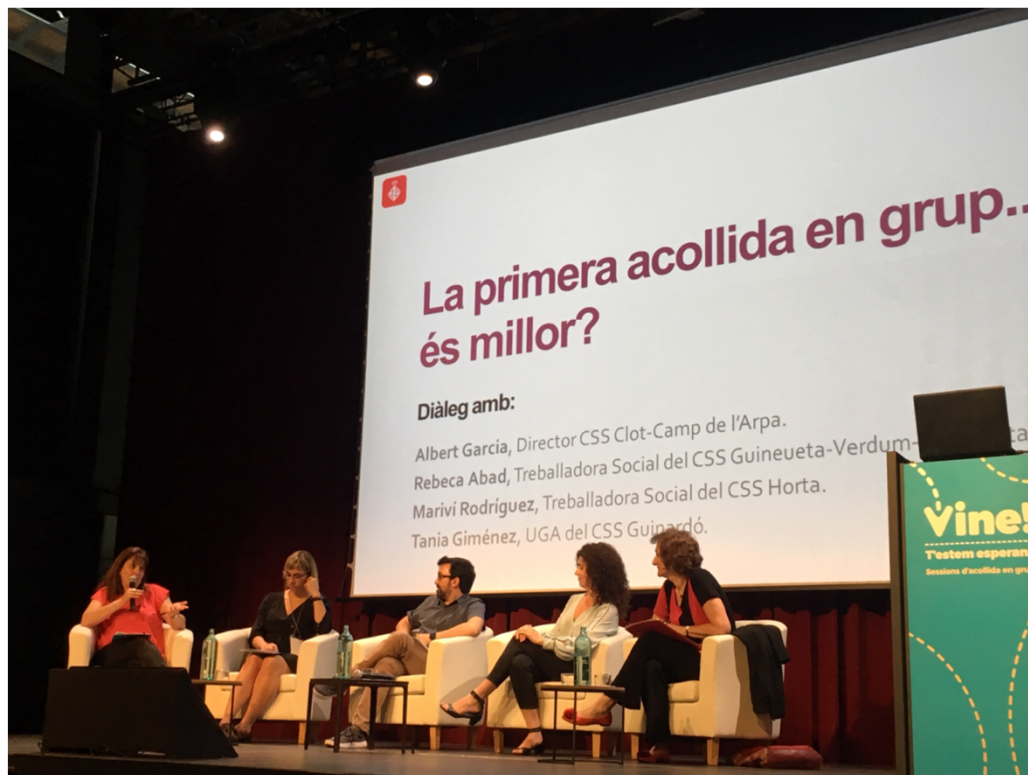 La primera acollida en grup...
és millor?
Diàleg amb:
Albert Garcia, Director CSS Clot-Camp de l'Arpa.
Rebeca Abad, Treballadora Social del CSS Guineueta-Verdum-
Mariví Rodríguez, Treballadora Social del CSS Horta.
Tania Giménez, UGA del CSS Guinardó.
Vine!
T'estem esperan
Sessions d'acollida en gru